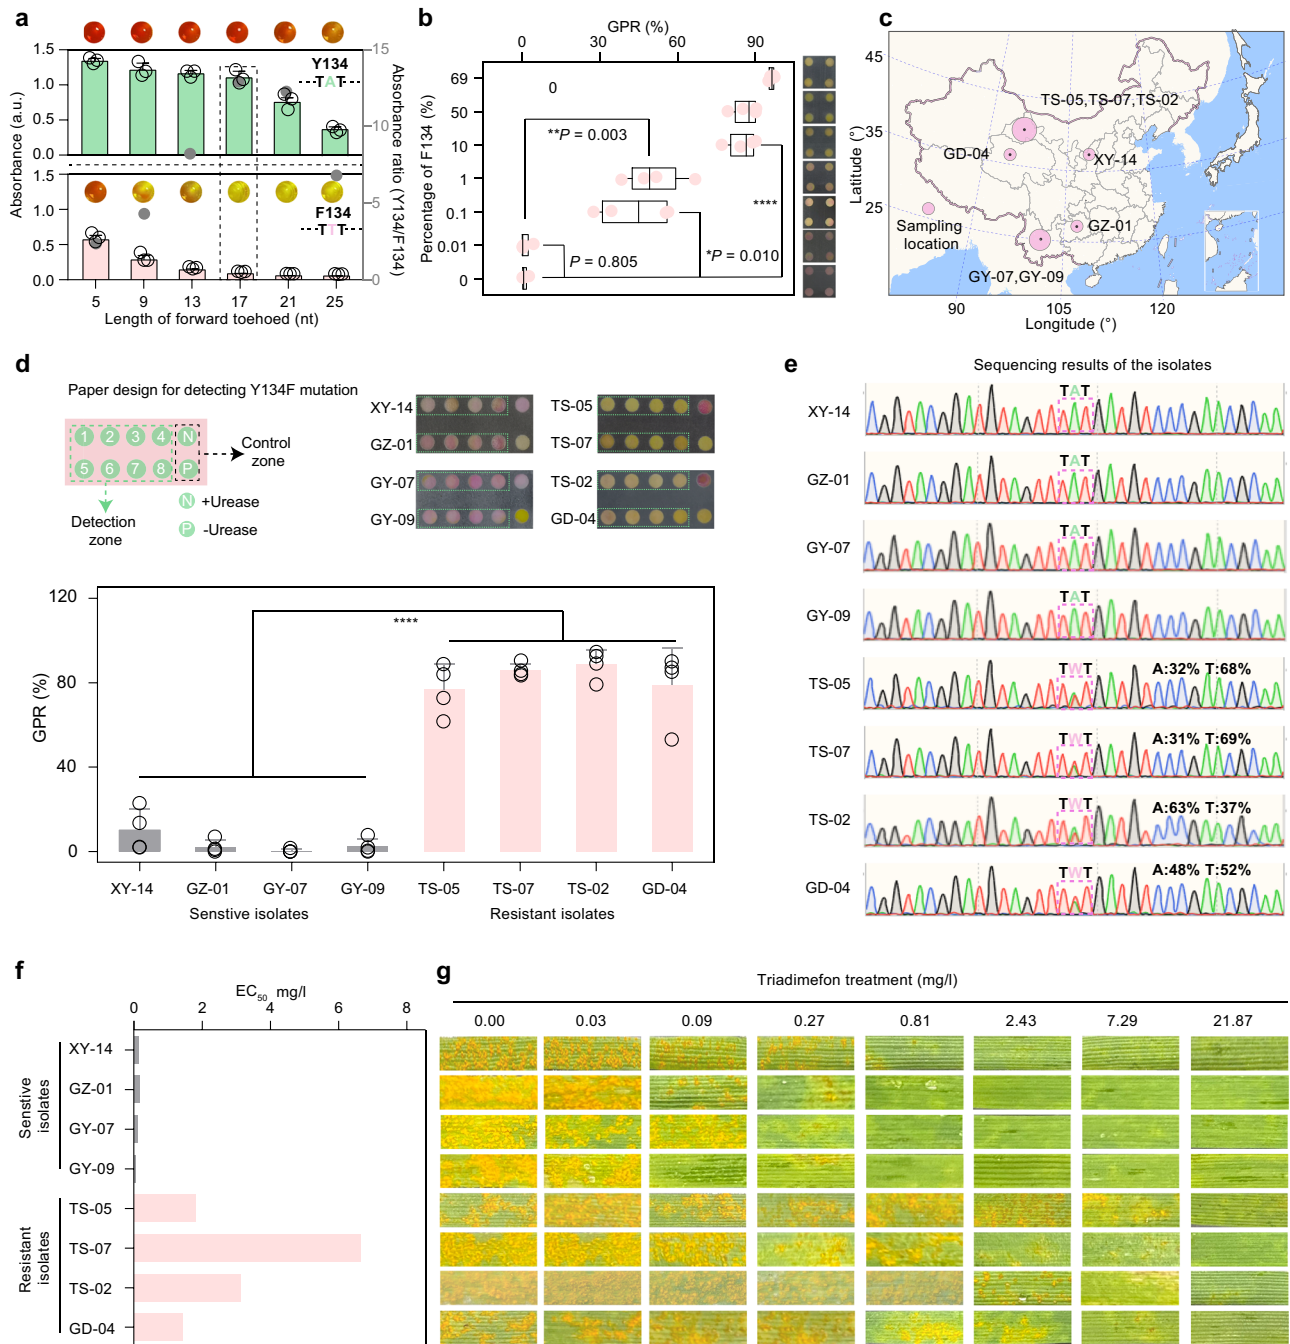 a
1.5
1.0
0.5
0.0
1.5
1.0
0.5
0.0
Absorbance (a.u.)
Y134
TAT
F134
TTT
15
10
5
0
Absorbance ratio (Y134/F134)
5 9 13 17 21 25
Length of forward toehoed (nt)
b
GPR (%)
0 30 60 90
Percentage of F134 (%)
69
50
10
1
0.1
0.01
0
0
**P = 0.003
****
*P = 0.010
P = 0.805
c
45
35
25
Latitude (°)
TS-05,TS-07,TS-02
GD-04
XY-14
Sampling
location
GZ-01
GY-07,GY-09
90 105 120
Longitude (°)
d
Paper design for detecting Y134F mutation
1 2 3 4 N
5 6 7 8 P
Control
zone
Detection
zone
N +Urease
P -Urease
XY-14
GZ-01
GY-07
GY-09
TS-05
TS-07
TS-02
GD-04
120
80
40
0
GPR (%)
****
XY-14 GZ-01 GY-07 GY-09 TS-05 TS-07 TS-02 GD-04
Senstive isolates Resistant isolates
e
Sequencing results of the isolates
XY-14 TAT
GZ-01 TAT
GY-07 TAT
GY-09 TAT
TS-05 TWT A:32% T:68%
TS-07 TWT A:31% T:69%
TS-02 TWT A:63% T:37%
GD-04 TWT A:48% T:52%
f
EC50 mg/l
0 2 4 6 8
Senstive
isolates
XY-14
GZ-01
GY-07
GY-09
Resistant
isolates
TS-05
TS-07
TS-02
GD-04
g
Triadimefon treatment (mg/l)
0.00 0.03 0.09 0.27 0.81 2.43 7.29 21.87